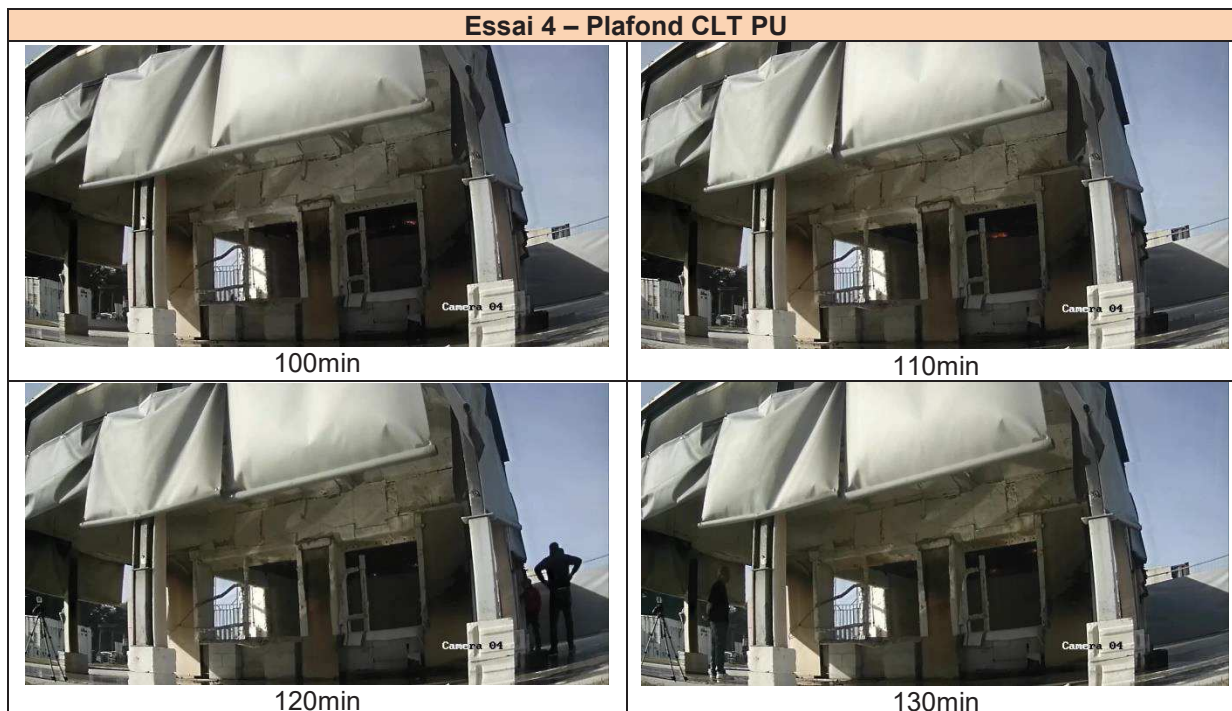 Essai 4 – Plafond CLT PU
Camera 04
Camera 04
100min
110min
Camera 04
Camera 04
120min
130min